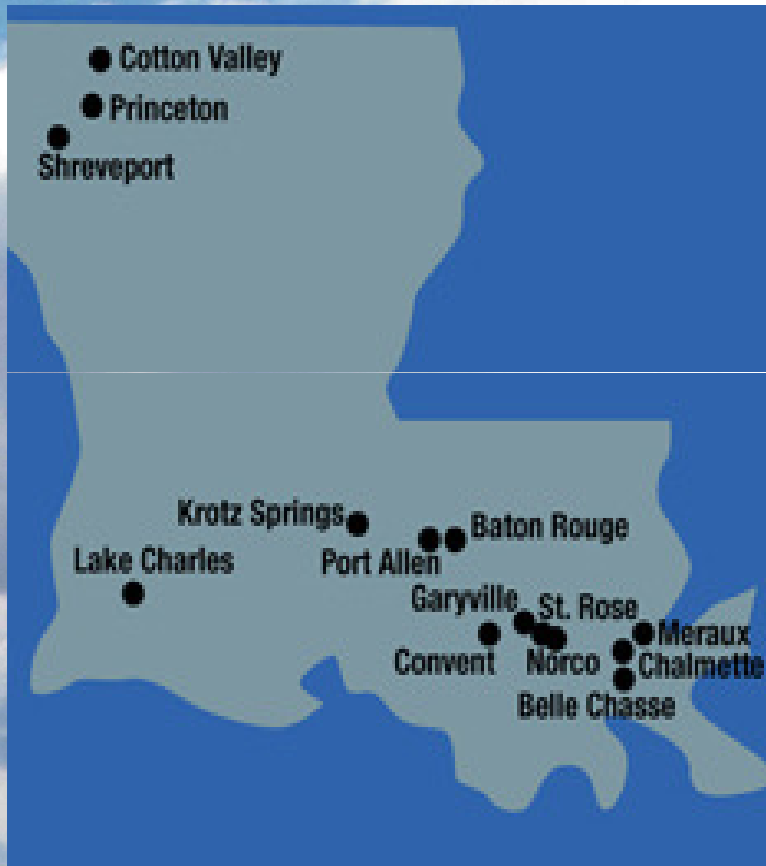 Cotton Valley
Princeton
Shreveport
Krotz Springs
Baton Rouge
Lake Charles
Port Allen
Garyville
St. Rose
Meraux
Convent
Norco
Chalmette
Belle Chasse